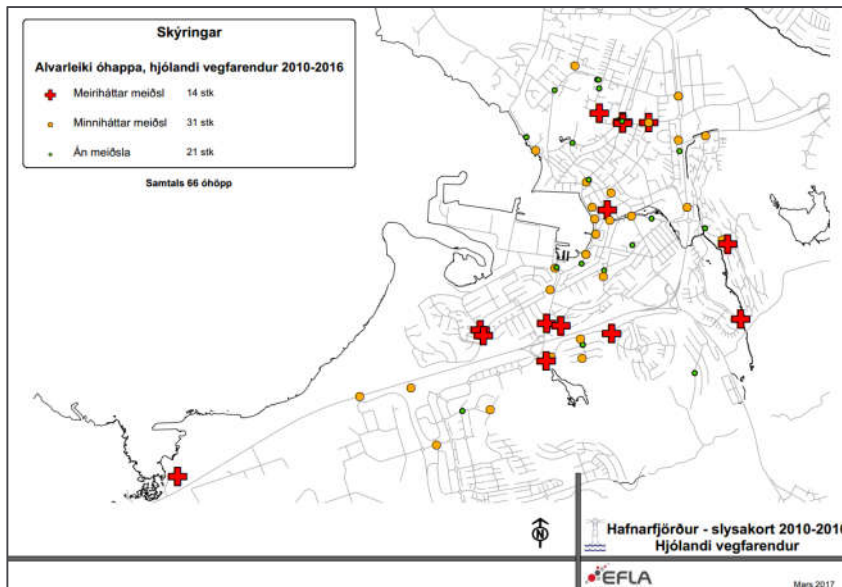 Skýringar
Alvarleiki óhappa, hjólandi vegfarendur 2010-2016
Meiriháttar meiðsl 14 stk
Minniháttar meiðsl 31 stk
Án meiðsla 21 stk
Samtals 66 óhöpp
Hafnarfjörður - slysakort 2010-2016
Hjólandi vegfarendur
EFLA
Mars 2017